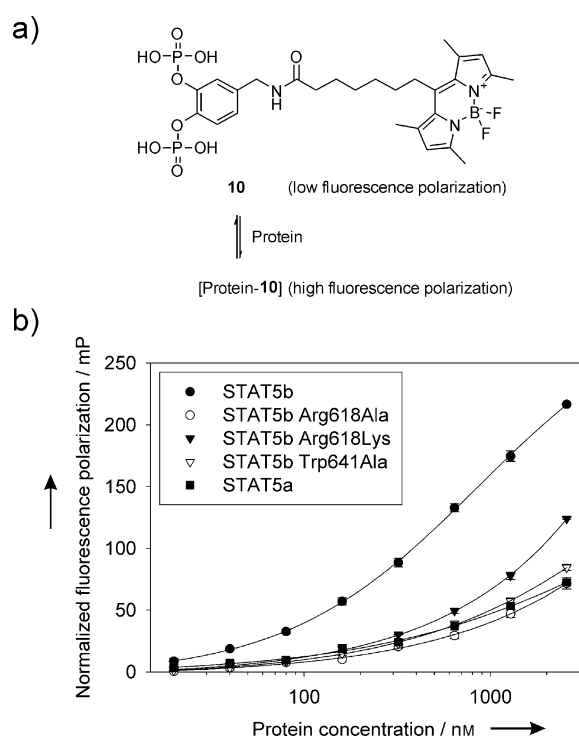 a)
O
O
HO
P
OH
O
N
H
N+
B-
F
F
N
O
HO
P
OH
O
10 (low fluorescence polarization)
Protein
[Protein-10] (high fluorescence polarization)
b)
Normalized fluorescence polarization / mP
250
200
150
100
50
0
STAT5b
STAT5b Arg618Ala
STAT5b Arg618Lys
STAT5b Trp641Ala
STAT5a
100
1000
Protein concentration / nM